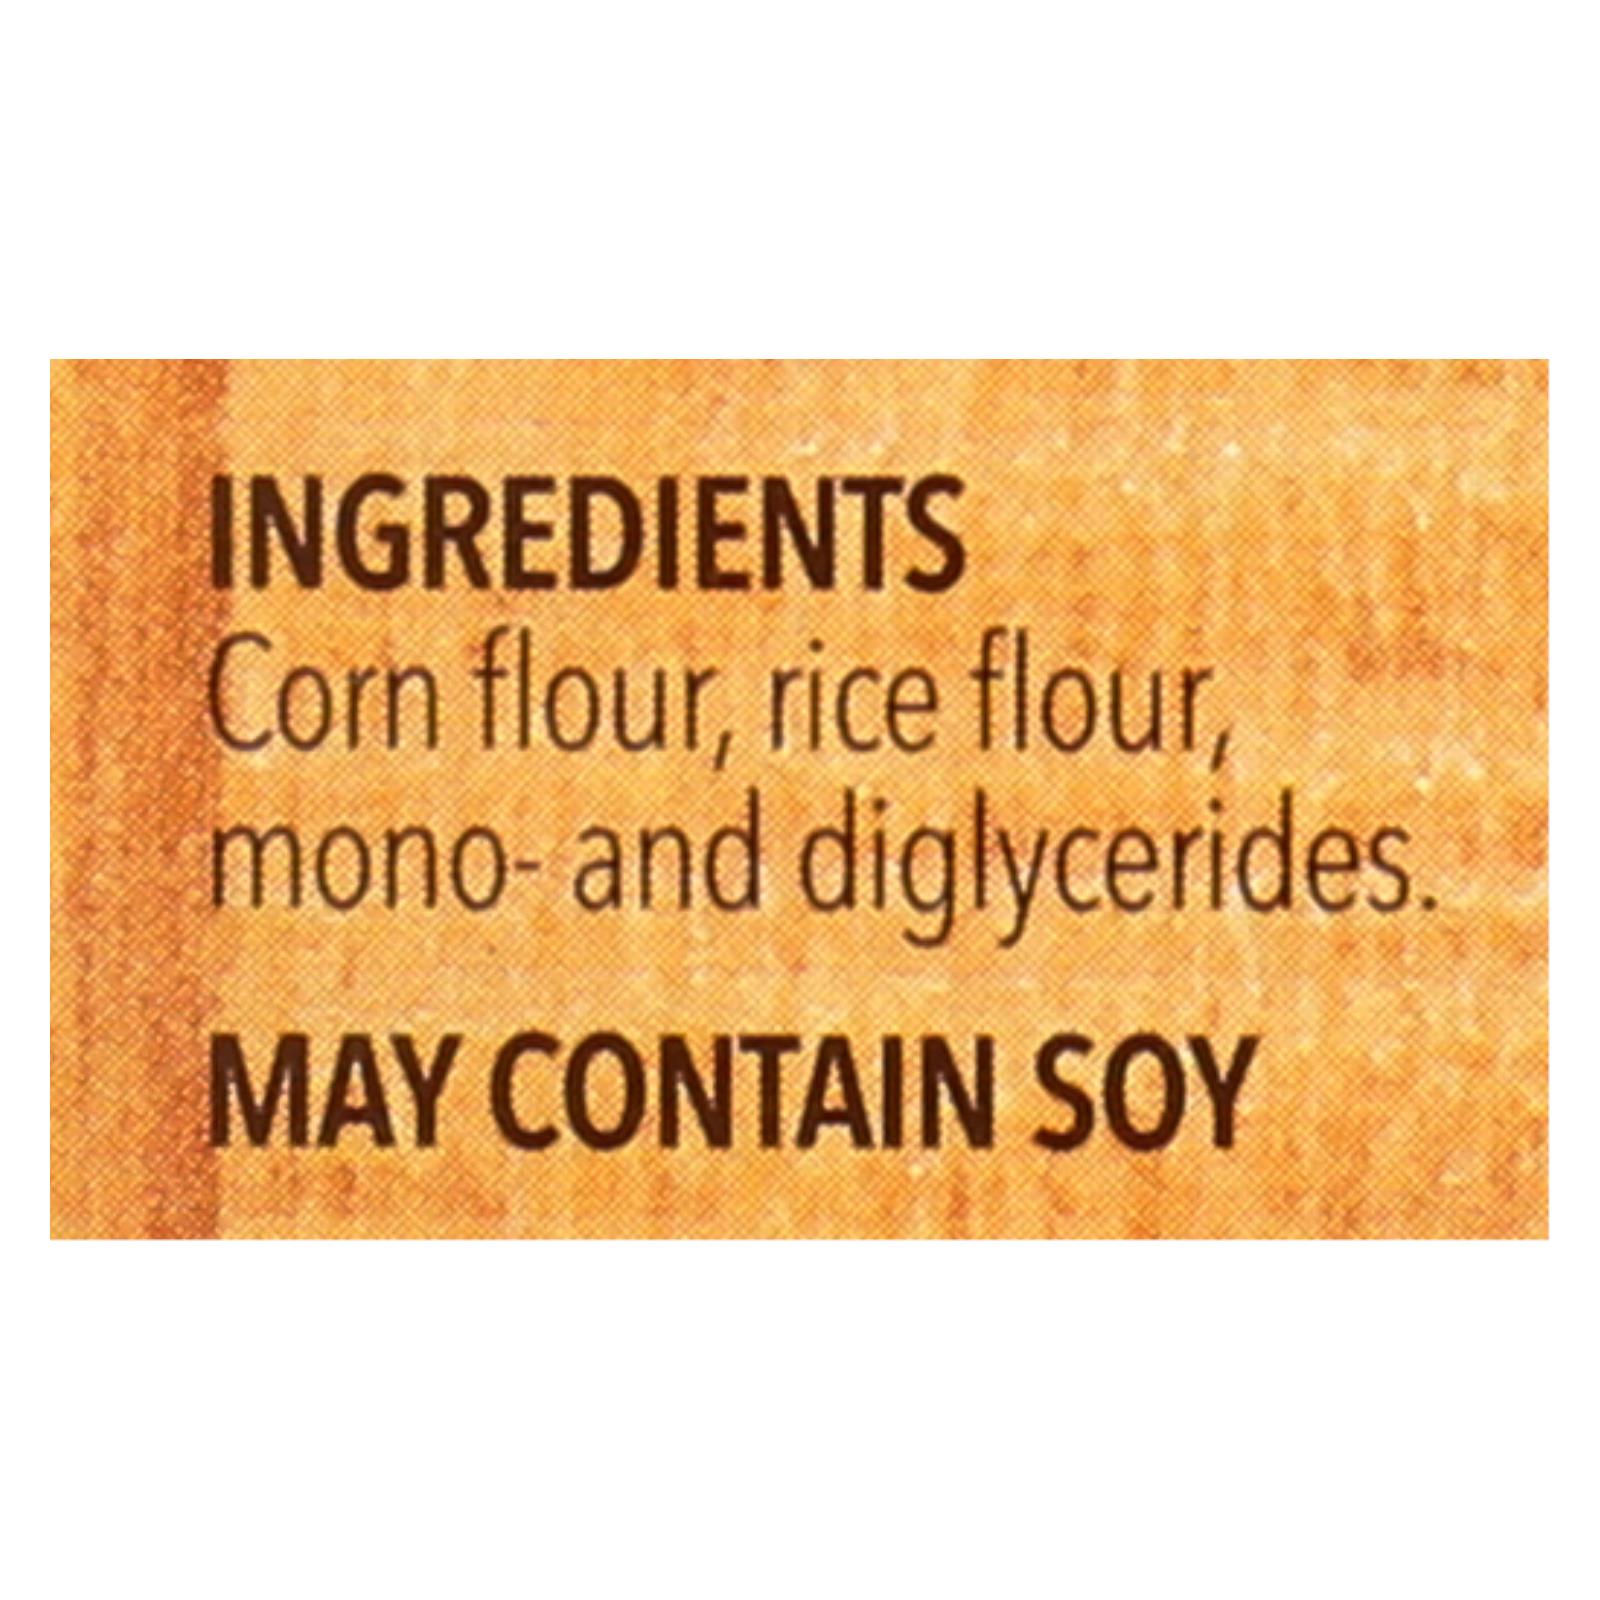 INGREDIENTS
Corn flour, rice flour,
mono- and diglycerides.
MAY CONTAIN SOY